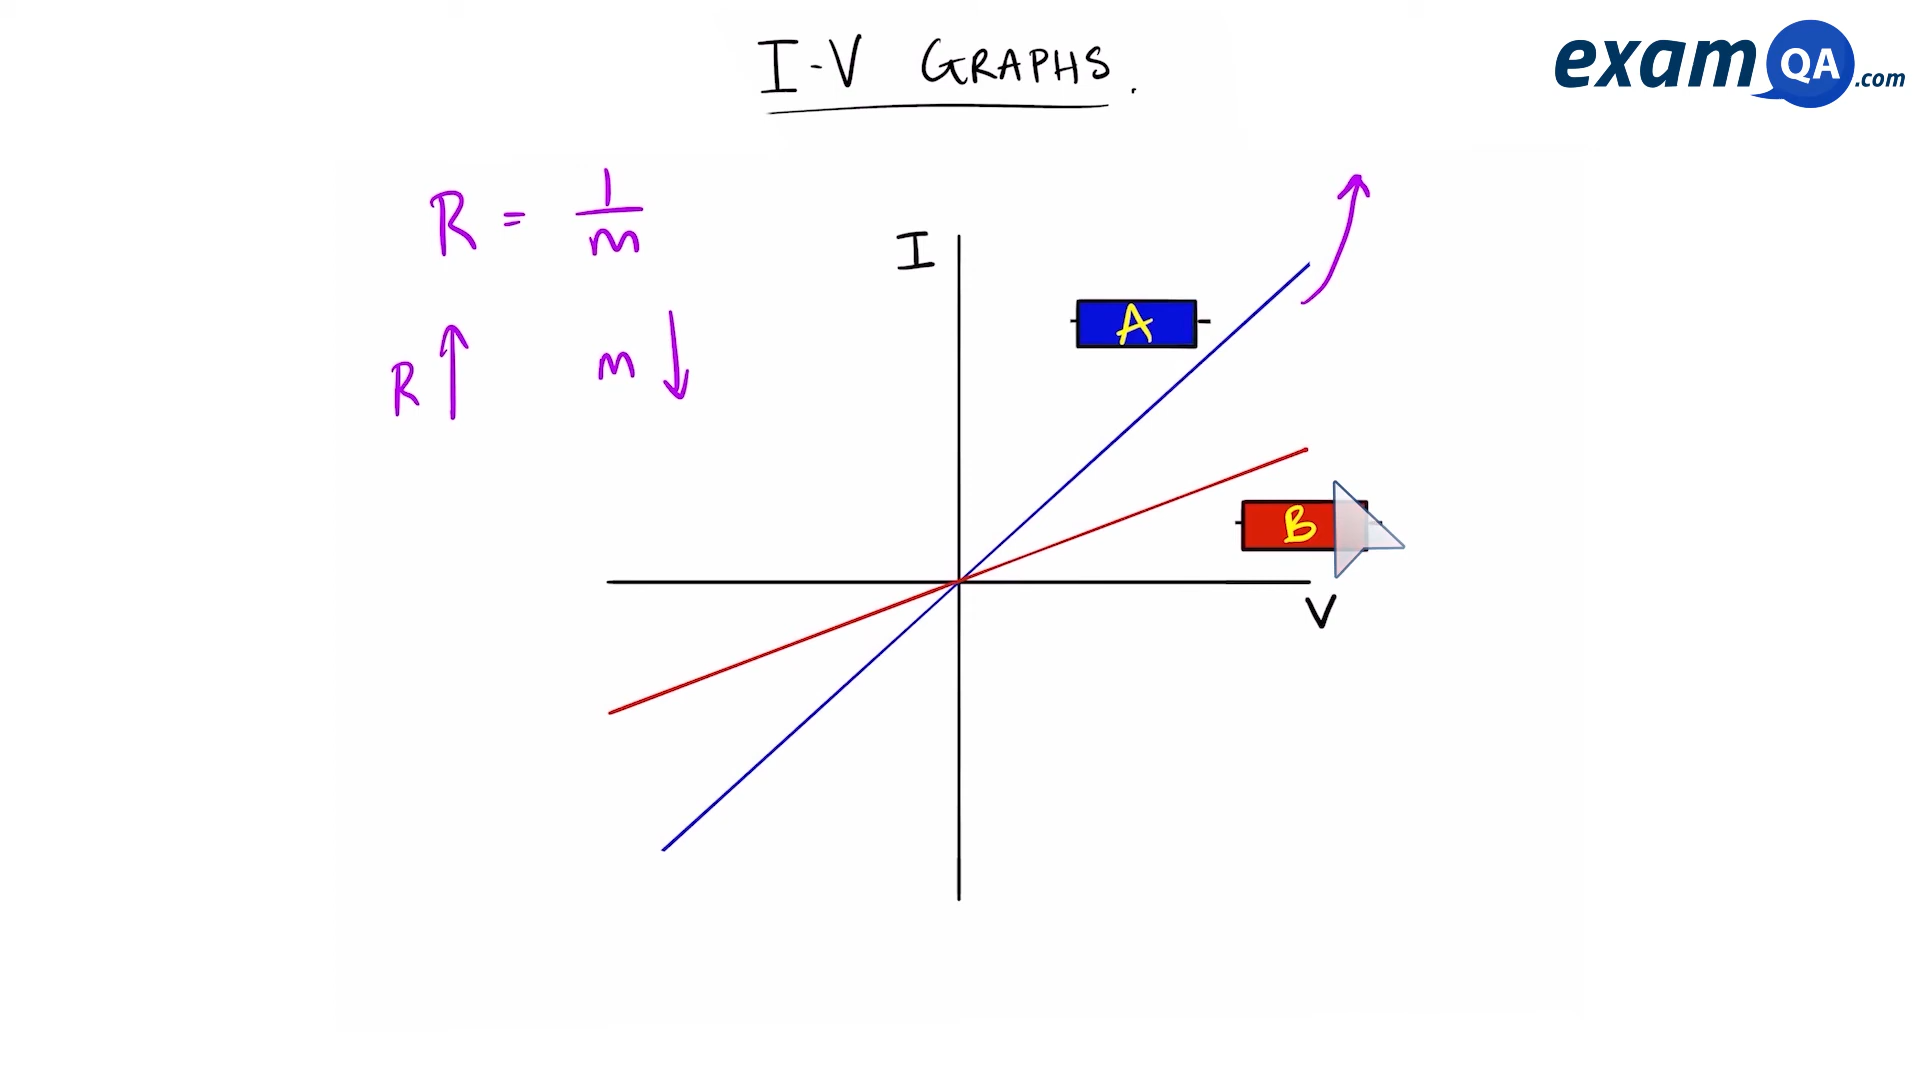 I-V GRAPHS.
examQA.com
R = 1/m
I
A
R↑ m↓
B
V